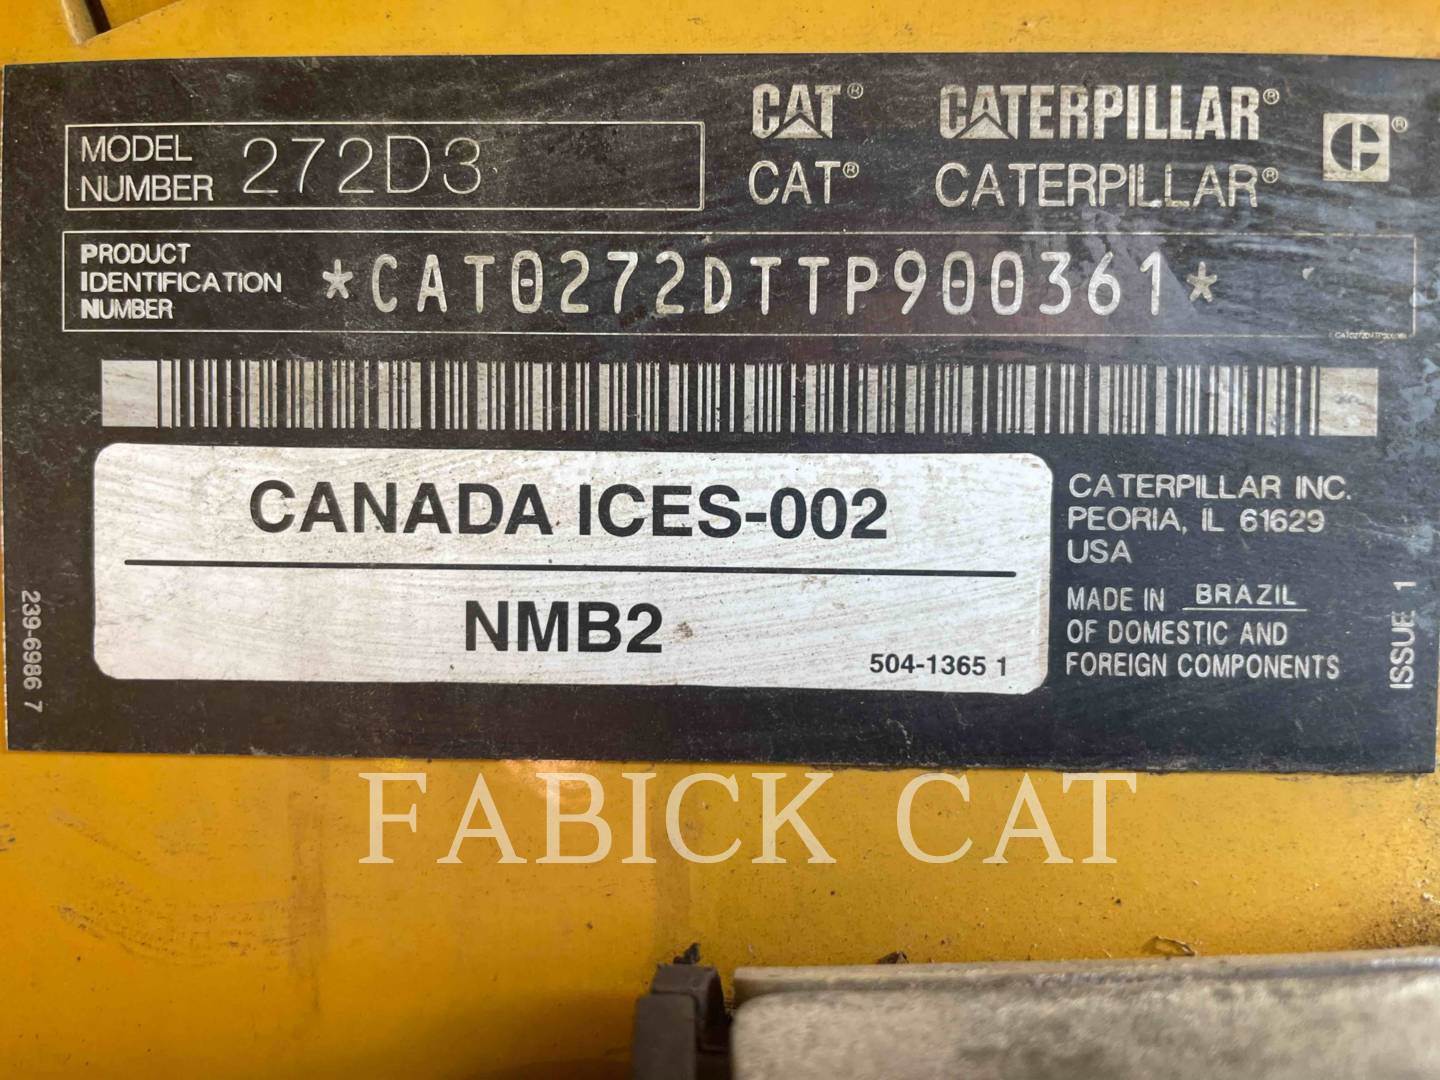 CAT® CATERPILLAR®
CAT® CATERPILLAR®
MODEL NUMBER 272D3
PRODUCT IDENTIFICATION NUMBER *CAT0272DTTP900361*
CANADA ICES-002
NMB2
504-1365 1
CATERPILLAR INC.
PEORIA, IL 61629
USA
MADE IN BRAZIL
OF DOMESTIC AND
FOREIGN COMPONENTS
239-6986 7
ISSUE 1
FABICK CAT